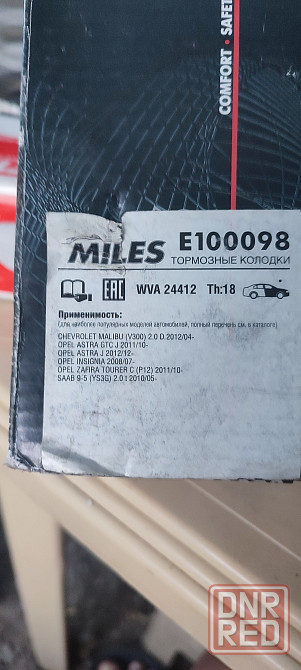 COMFORT · SAFET
MILES E100098
ТОРМОЗНЫЕ КОЛОДКИ
EAC WVA 24412 Th:18
Применимость:
(для наиболее популярных моделей автомобилей, полный перечень см. в каталоге)
CHEVROLET MALIBU (V300) 2.0 D 2012/04-
OPEL ASTRA GTC J 2011/10-
OPEL ASTRA J 2012/12-
OPEL INSIGNIA 2008/07-
OPEL ZAFIRA TOURER C (P12) 2011/10-
SAAB 9-5 (YS3G) 2.0 t 2010/05-
DNR
RED